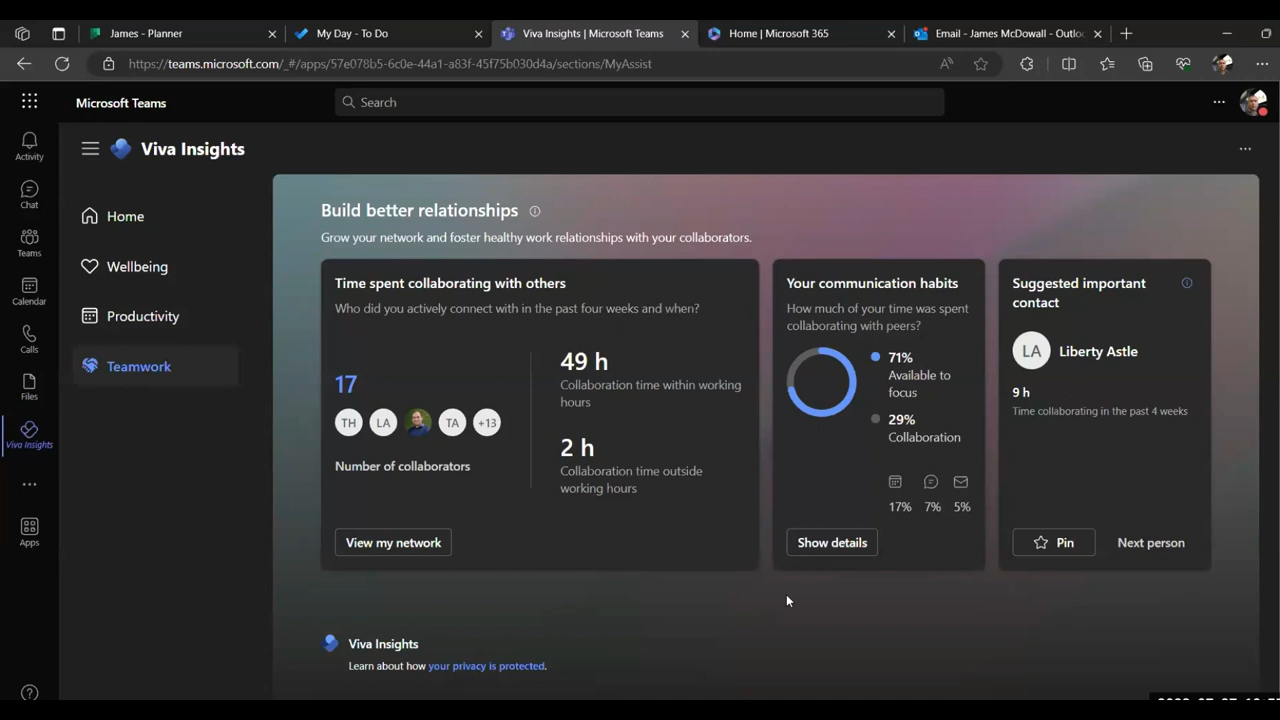 James - Planner
My Day - To Do
Viva Insights | Microsoft Teams
Home | Microsoft 365
Email - James McDowall - Outloo
https://teams.microsoft.com/_#/apps/57e078b5-6c0e-44a1-a83f-45f75b030d4a/sections/MyAssist
Microsoft Teams
Search
Activity
Chat
Teams
Calendar
Calls
Files
Viva Insights
Apps
Viva Insights
Home
Wellbeing
Productivity
Teamwork
Build better relationships
Grow your network and foster healthy work relationships with your collaborators.
Time spent collaborating with others
Who did you actively connect with in the past four weeks and when?
17
TH LA TA +13
Number of collaborators
49 h
Collaboration time within working
hours
2 h
Collaboration time outside
working hours
View my network
Your communication habits
How much of your time was spent
collaborating with peers?
71%
Available to
focus
29%
Collaboration
17% 7% 5%
Show details
Suggested important
contact
LA Liberty Astle
9 h
Time collaborating in the past 4 weeks
Pin
Next person
Viva Insights
Learn about how your privacy is protected.